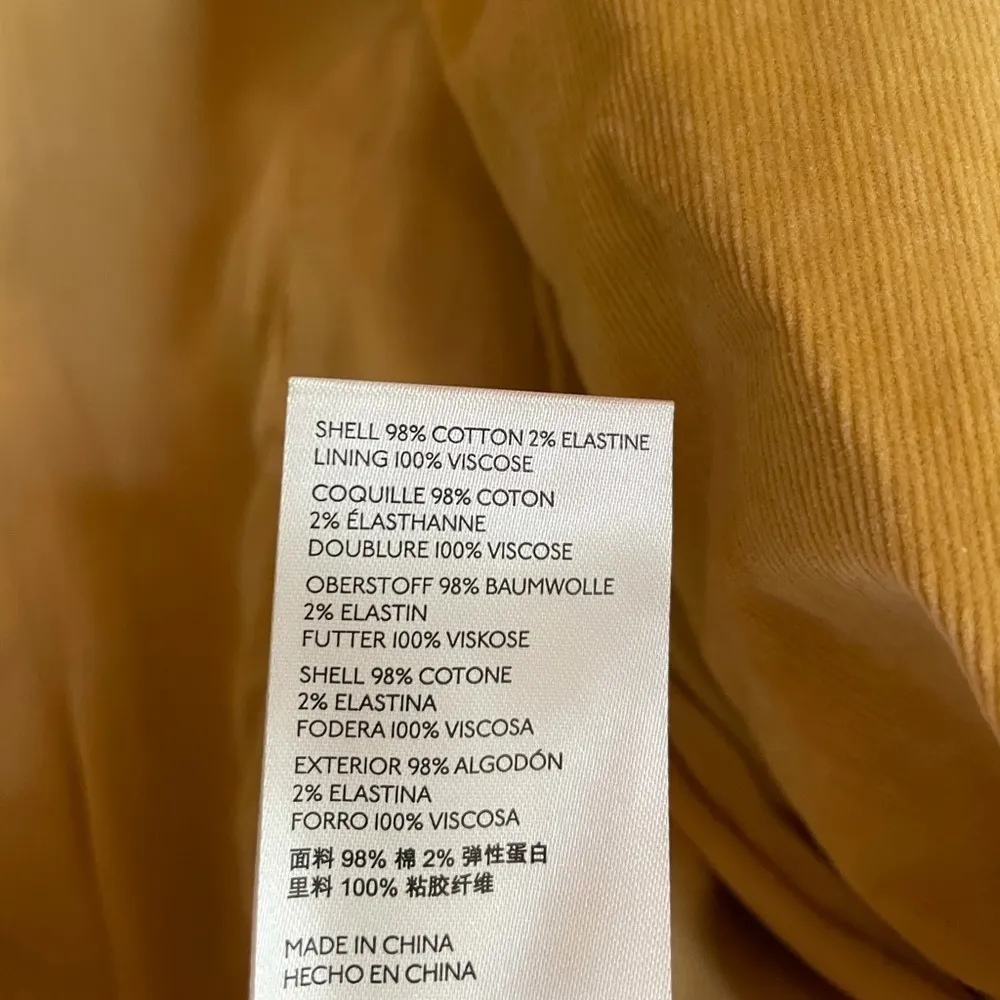 SHELL 98% COTTON 2% ELASTINE
LINING 100% VISCOSE
COQUILLE 98% COTON
2% ÉLASTHANNE
DOUBLURE 100% VISCOSE
OBERSTOFF 98% BAUMWOLLE
2% ELASTIN
FUTTER 100% VISKOSE
SHELL 98% COTONE
2% ELASTINA
FODERA 100% VISCOSA
EXTERIOR 98% ALGODÓN
2% ELASTINA
FORRO 100% VISCOSA
面料 98% 棉 2% 弹性蛋白
里料 100% 粘胶纤维
MADE IN CHINA
HECHO EN CHINA